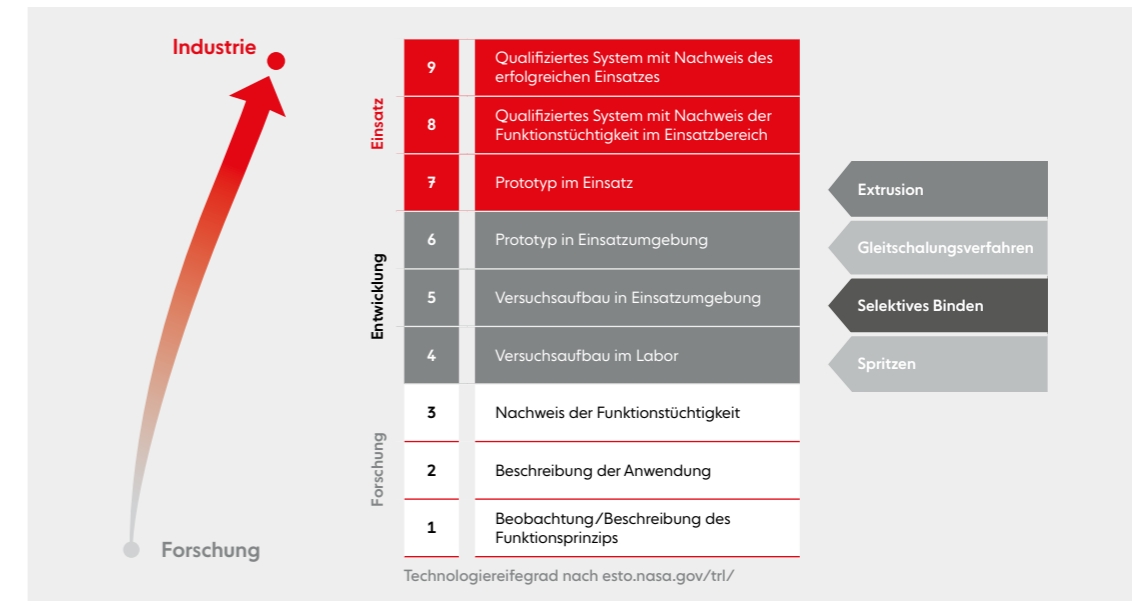 Industrie
Forschung
Einsatz
Entwicklung
Forschung
9
Qualifiziertes System mit Nachweis des
erfolgreichen Einsatzes
8
Qualifiziertes System mit Nachweis der
Funktionstüchtigkeit im Einsatzbereich
7
Prototyp im Einsatz
6
Prototyp in Einsatzumgebung
5
Versuchsaufbau in Einsatzumgebung
4
Versuchsaufbau im Labor
3
Nachweis der Funktionstüchtigkeit
2
Beschreibung der Anwendung
1
Beobachtung/Beschreibung des
Funktionsprinzips
Technologiereifegrad nach esto.nasa.gov/trl/
Extrusion
Gleitschalungsverfahren
Selektives Binden
Spritzen